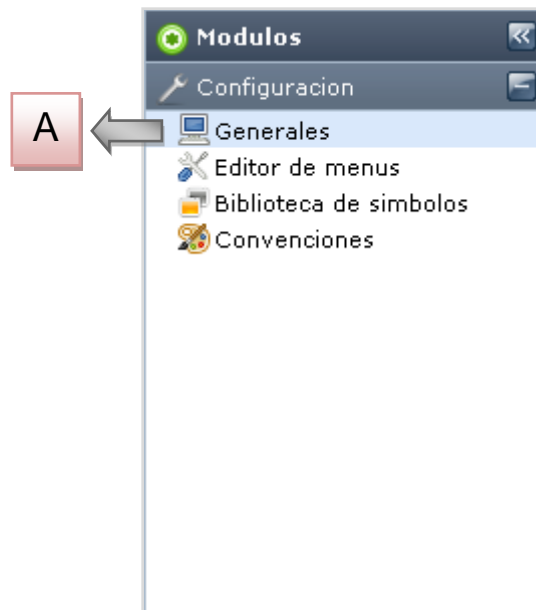 Modulos
Configuracion
A
Generales
Editor de menus
Biblioteca de simbolos
Convenciones